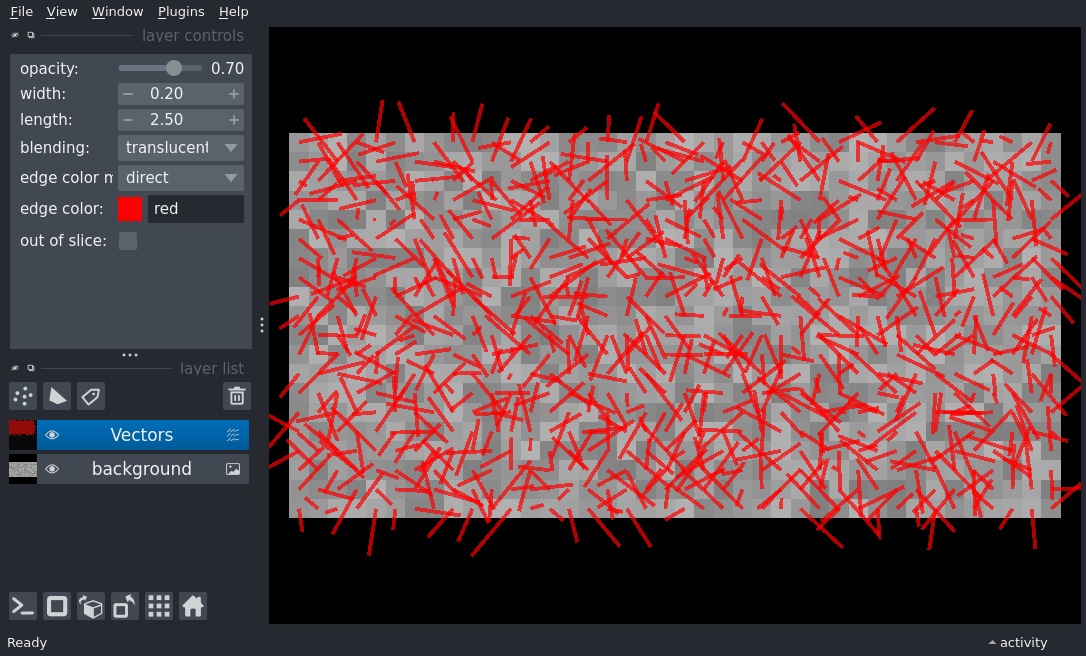 File View Window Plugins Help
layer controls
opacity: 0.70
width: − 0.20 +
length: − 2.50 +
blending: translucent
edge color m direct
edge color: red
out of slice:
layer list
Vectors
background
Ready activity